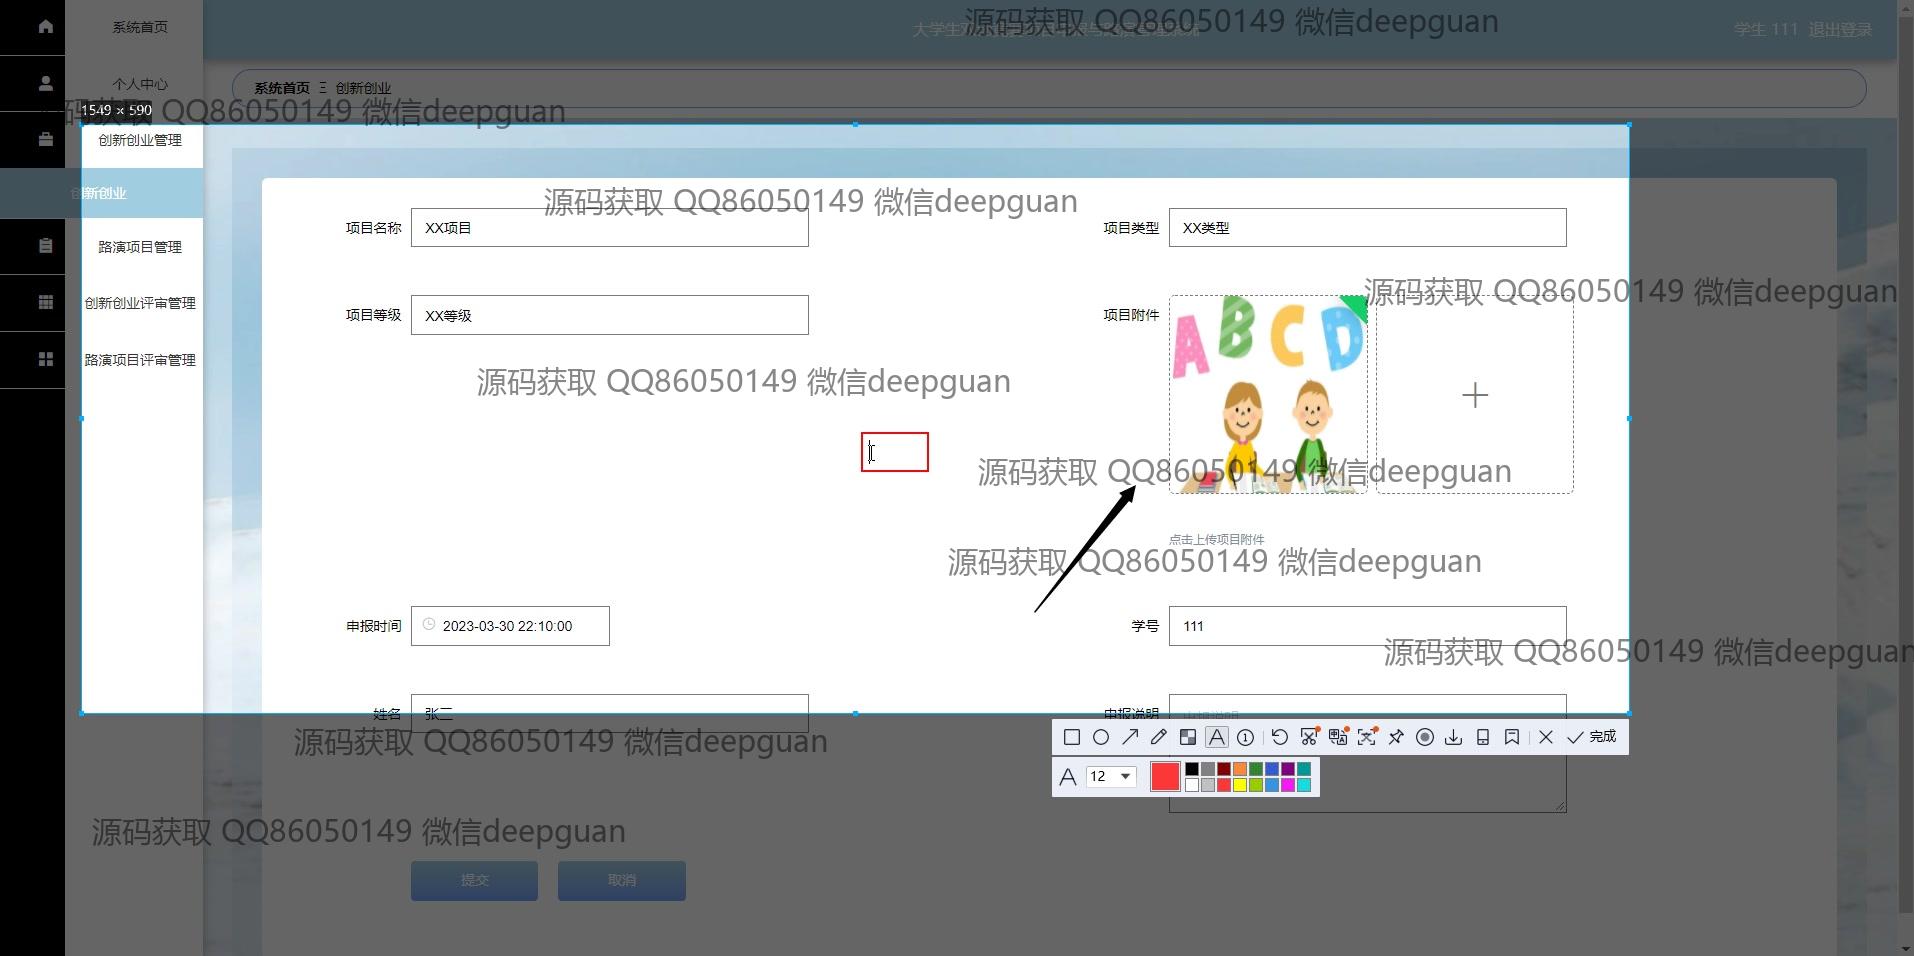 系统首页
源码获取 QQ86050149 微信deepguan
学生 111 退出登录
个人中心
系统首页 Ξ 创新创业
1549 × 590
源码获取 QQ86050149 微信deepguan
创新创业管理
创新创业
源码获取 QQ86050149 微信deepguan
项目名称 XX项目
项目类型 XX类型
路演项目管理
源码获取 QQ86050149 微信deepguan
创新创业评审管理
项目等级 XX等级
项目附件
A B C D
路演项目评审管理
源码获取 QQ86050149 微信deepguan
源码获取 QQ86050149 微信deepguan
点击上传项目附件
源码获取 QQ86050149 微信deepguan
申报时间 2023-03-30 22:10:00
学号 111
源码获取 QQ86050149 微信deepguan
姓名 张三
申报说明 申报说明
源码获取 QQ86050149 微信deepguan
完成
A 12
源码获取 QQ86050149 微信deepguan
提交 取消